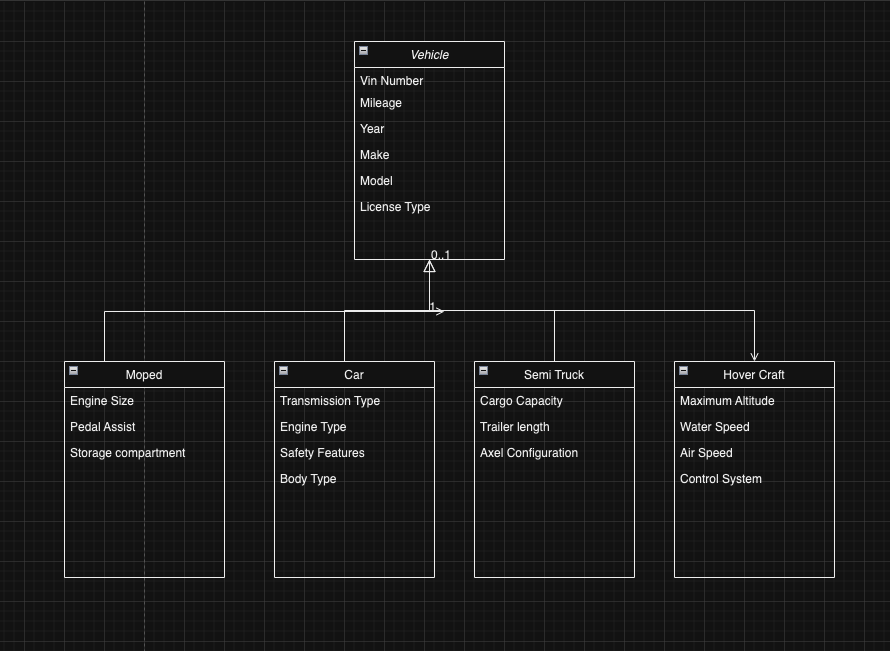 Vehicle
Vin Number
Mileage
Year
Make
Model
License Type
0..1
1
Moped
Engine Size
Pedal Assist
Storage compartment
Car
Transmission Type
Engine Type
Safety Features
Body Type
Semi Truck
Cargo Capacity
Trailer length
Axel Configuration
Hover Craft
Maximum Altitude
Water Speed
Air Speed
Control System